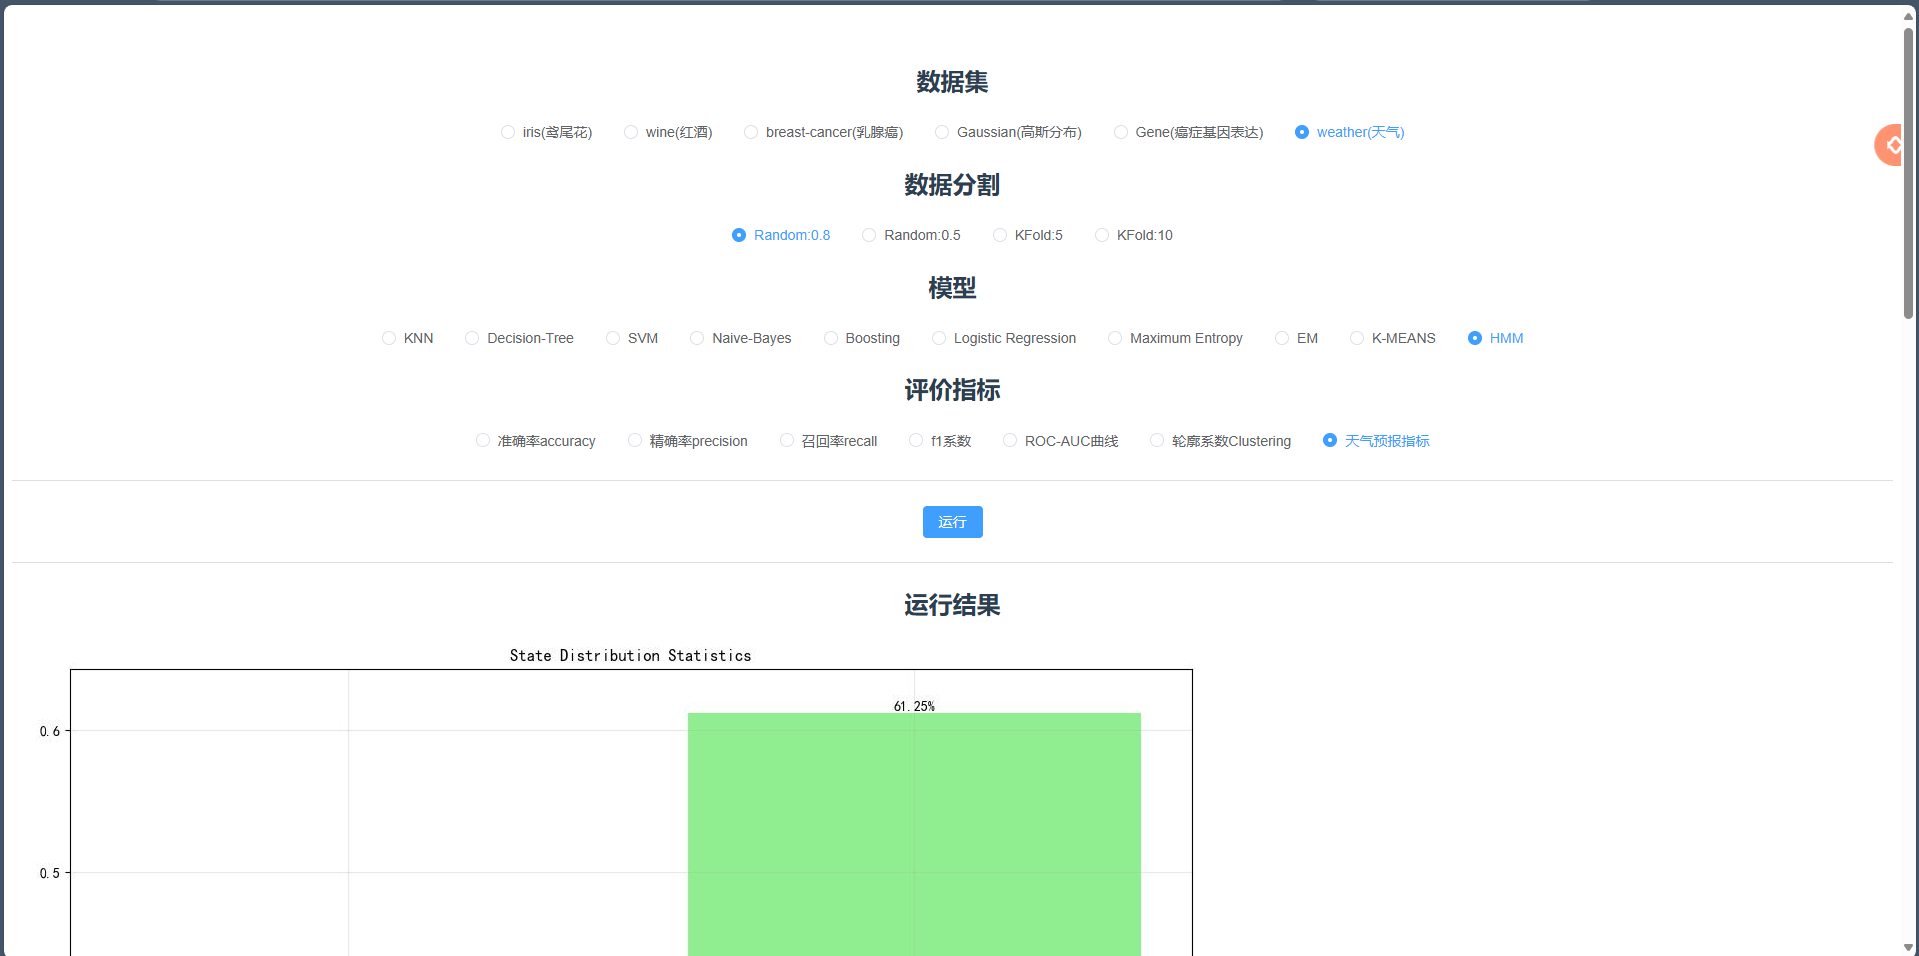 数据集
iris(鸢尾花) wine(红酒) breast-cancer(乳腺癌) Gaussian(高斯分布) Gene(癌症基因表达) weather(天气)
数据分割
Random:0.8 Random:0.5 KFold:5 KFold:10
模型
KNN Decision-Tree SVM Naive-Bayes Boosting Logistic Regression Maximum Entropy EM K-MEANS HMM
评价指标
准确率accuracy 精确率precision 召回率recall f1系数 ROC-AUC曲线 轮廓系数Clustering 天气预报指标
运行
运行结果
State Distribution Statistics
61.25%
0.6
0.5